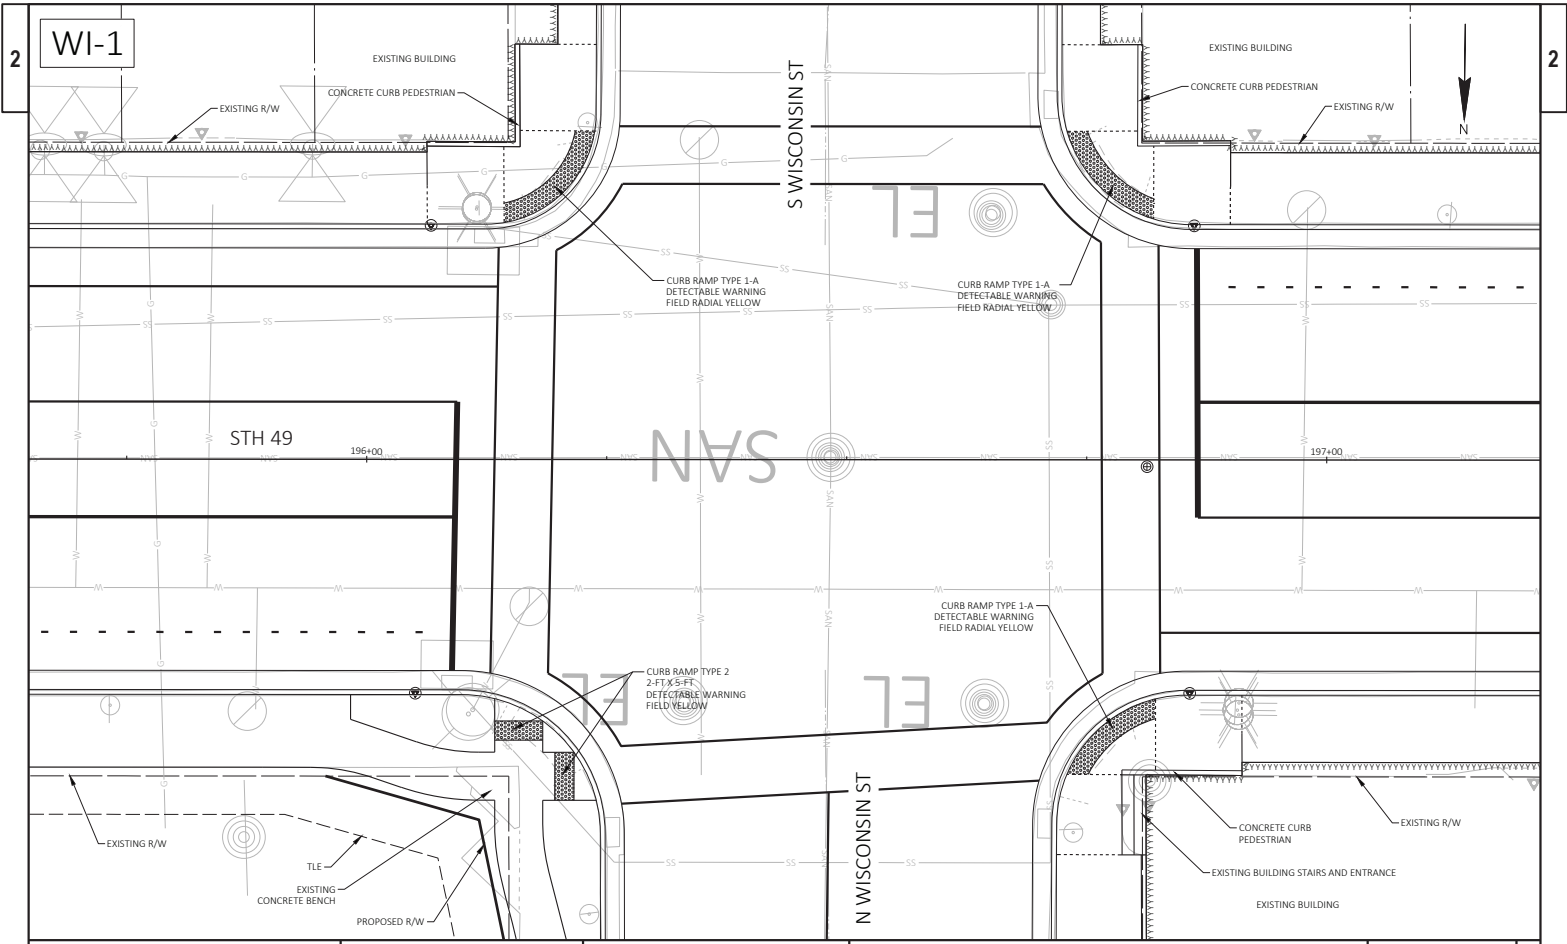 2
WI-1
2
EXISTING BUILDING
CONCRETE CURB PEDESTRIAN
EXISTING R/W
S WISCONSIN ST
EXISTING BUILDING
CONCRETE CURB PEDESTRIAN
EXISTING R/W
N
EL
CURB RAMP TYPE 1-A
DETECTABLE WARNING
FIELD RADIAL YELLOW
CURB RAMP TYPE 1-A
DETECTABLE WARNING
FIELD RADIAL YELLOW
STH 49
196+00
SAN
197+00
CURB RAMP TYPE 1-A
DETECTABLE WARNING
FIELD RADIAL YELLOW
CURB RAMP TYPE 2
2-FT X 5-FT
DETECTABLE WARNING
FIELD YELLOW
EL
EL
N WISCONSIN ST
EXISTING R/W
TLE
EXISTING
CONCRETE BENCH
PROPOSED R/W
CONCRETE CURB
PEDESTRIAN
EXISTING R/W
EXISTING BUILDING STAIRS AND ENTRANCE
EXISTING BUILDING